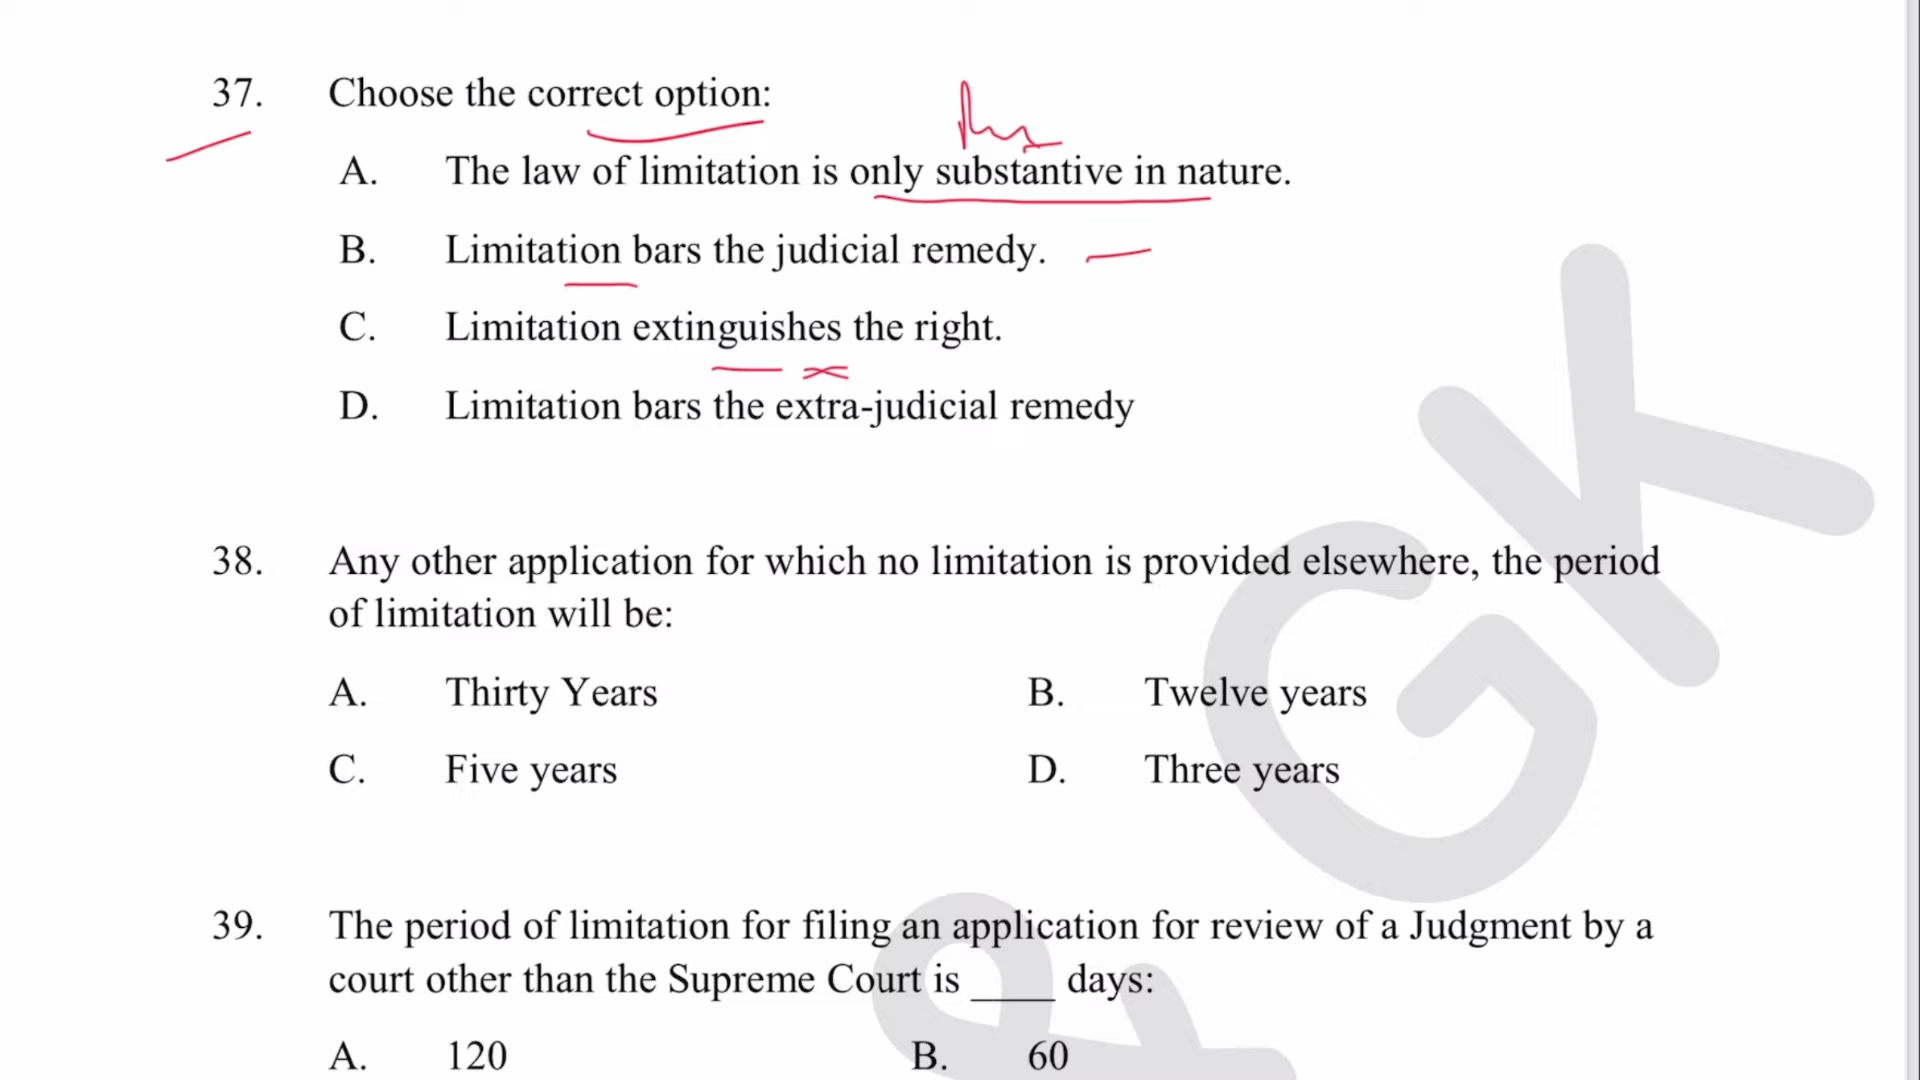 37. Choose the correct option:
A. The law of limitation is only substantive in nature.
B. Limitation bars the judicial remedy.
C. Limitation extinguishes the right.
D. Limitation bars the extra-judicial remedy
38. Any other application for which no limitation is provided elsewhere, the period
of limitation will be:
A. Thirty Years B. Twelve years
C. Five years D. Three years
39. The period of limitation for filing an application for review of a Judgment by a
court other than the Supreme Court is ____ days:
A. 120 B. 60
& GK